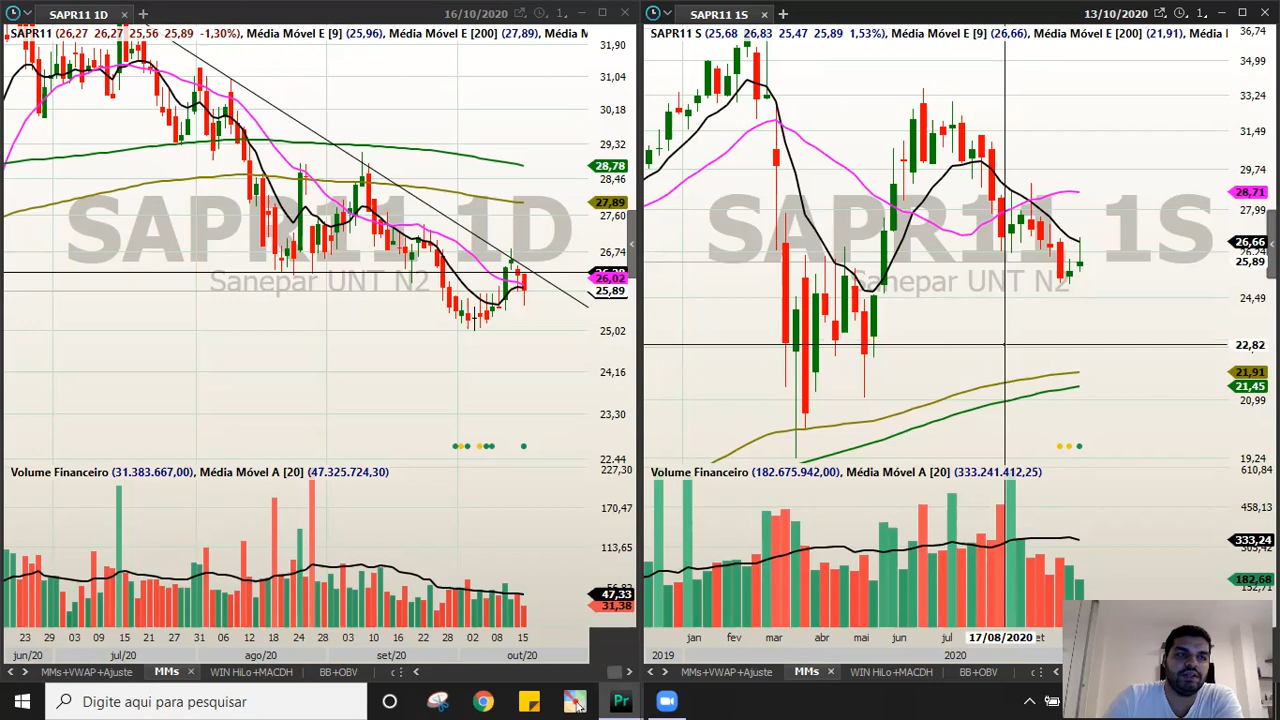 SAPR11 1D
16/10/2020
1
SAPR11 (26,27 26,27 25,56 25,89 -1,30%), Média Móvel E [9] (25,96), Média Móvel E [200] (27,89), Média M
31,90
31,04
30,18
29,32
28,78
28,46
27,89
27,60
26,74
26,02
25,89
25,02
24,16
23,30
22,44
SAPR11 1D
Sanepar UNT N2
Volume Financeiro (31.383.667,00), Média Móvel A [20] (47.325.724,30)
227,30
170,47
113,65
47,33
31,38
23 29 03 09 15 21 27 31 06 12 18 24 28 03 10 16 22 28 02 08 15
jun/20 jul/20 ago/20 set/20 out/20
MMs+VWAP+Ajuste MMs WIN HiLo+MACDH BB+OBV
SAPR11 1S
13/10/2020
1
SAPR11 S (25,68 26,83 25,47 25,89 1,53%), Média Móvel E [9] (26,66), Média Móvel E [200] (21,91), Média I
36,74
34,99
33,24
31,49
29,74
28,71
27,99
26,66
25,89
24,49
22,82
21,91
21,45
20,99
19,24
SAPR11 1S
Sanepar UNT N2
Volume Financeiro (182.675.942,00), Média Móvel A [20] (333.241.412,25)
610,84
458,13
333,24
182,68
jan fev mar abr mai jun jul 17/08/2020 et
2019 2020
MMs+VWAP+Ajuste MMs WIN HiLo+MACDH BB+OBV
Digite aqui para pesquisar
Pr